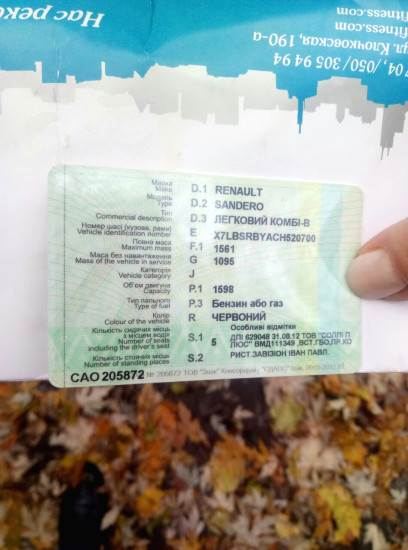 Нас реко
fitness.com
fitness.com
ул. Клочковская, 190-а
04, /050/ 305 94 94
Марка
Make D.1 RENAULT
Модель
Type D.2 SANDERO
Тип
Commercial description D.3 ЛЕГКОВИЙ КОМБІ-В
Номер шасі (кузова, рами)
Vehicle identification number E X7LBSRBYACH520700
Повна маса
Maximum mass F.1 1561
Маса без навантаження
Mass of the vehicle in service G 1095
Категорія
Vehicle category J
Об'єм двигуна
Capacity P.1 1598
Тип пального
Type of fuel P.3 Бензин або газ
Колір
Colour of the vehicle R ЧЕРВОНИЙ
Кількість сидячих місць
з місцем водія
Number of seats
including the driver's seat S.1 5
Особливі відмітки
ДПІ 629048 31.08.12 ТОВ "СОЛЛІ П
ЛЮС" ВМД111349 ,ВСТ.ГБО,ПР.КО
РИСТ.ЗАВІЗІОН ІВАН ПАВЛ.
Кількість стоячих місць
Number of standing places S.2
САО 205872 № 205872 ТОВ "Знак"